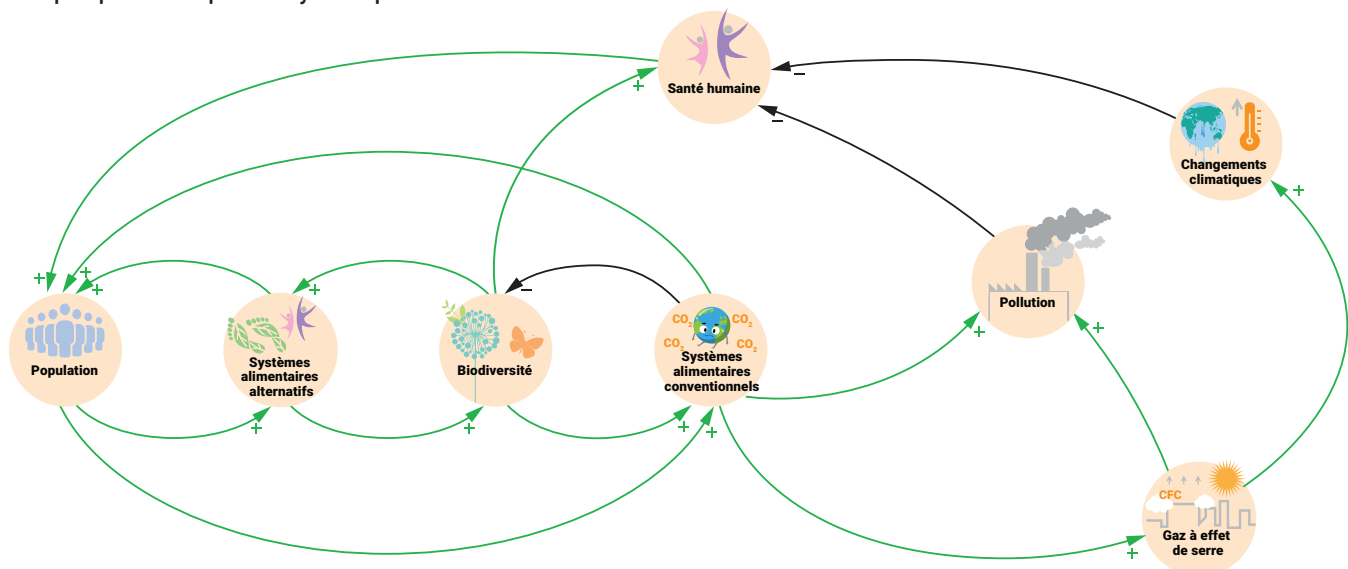 Santé humaine
Changements
climatiques
Pollution
Population
Systèmes
alimentaires
alternatifs
Biodiversité
CO2
CO2
CO2
CO2
Systèmes
alimentaires
conventionnels
CFC
Gaz à effet
de serre
+
+
+
+
+
+
+
+
+
+
+
+
+
+
−
−
−